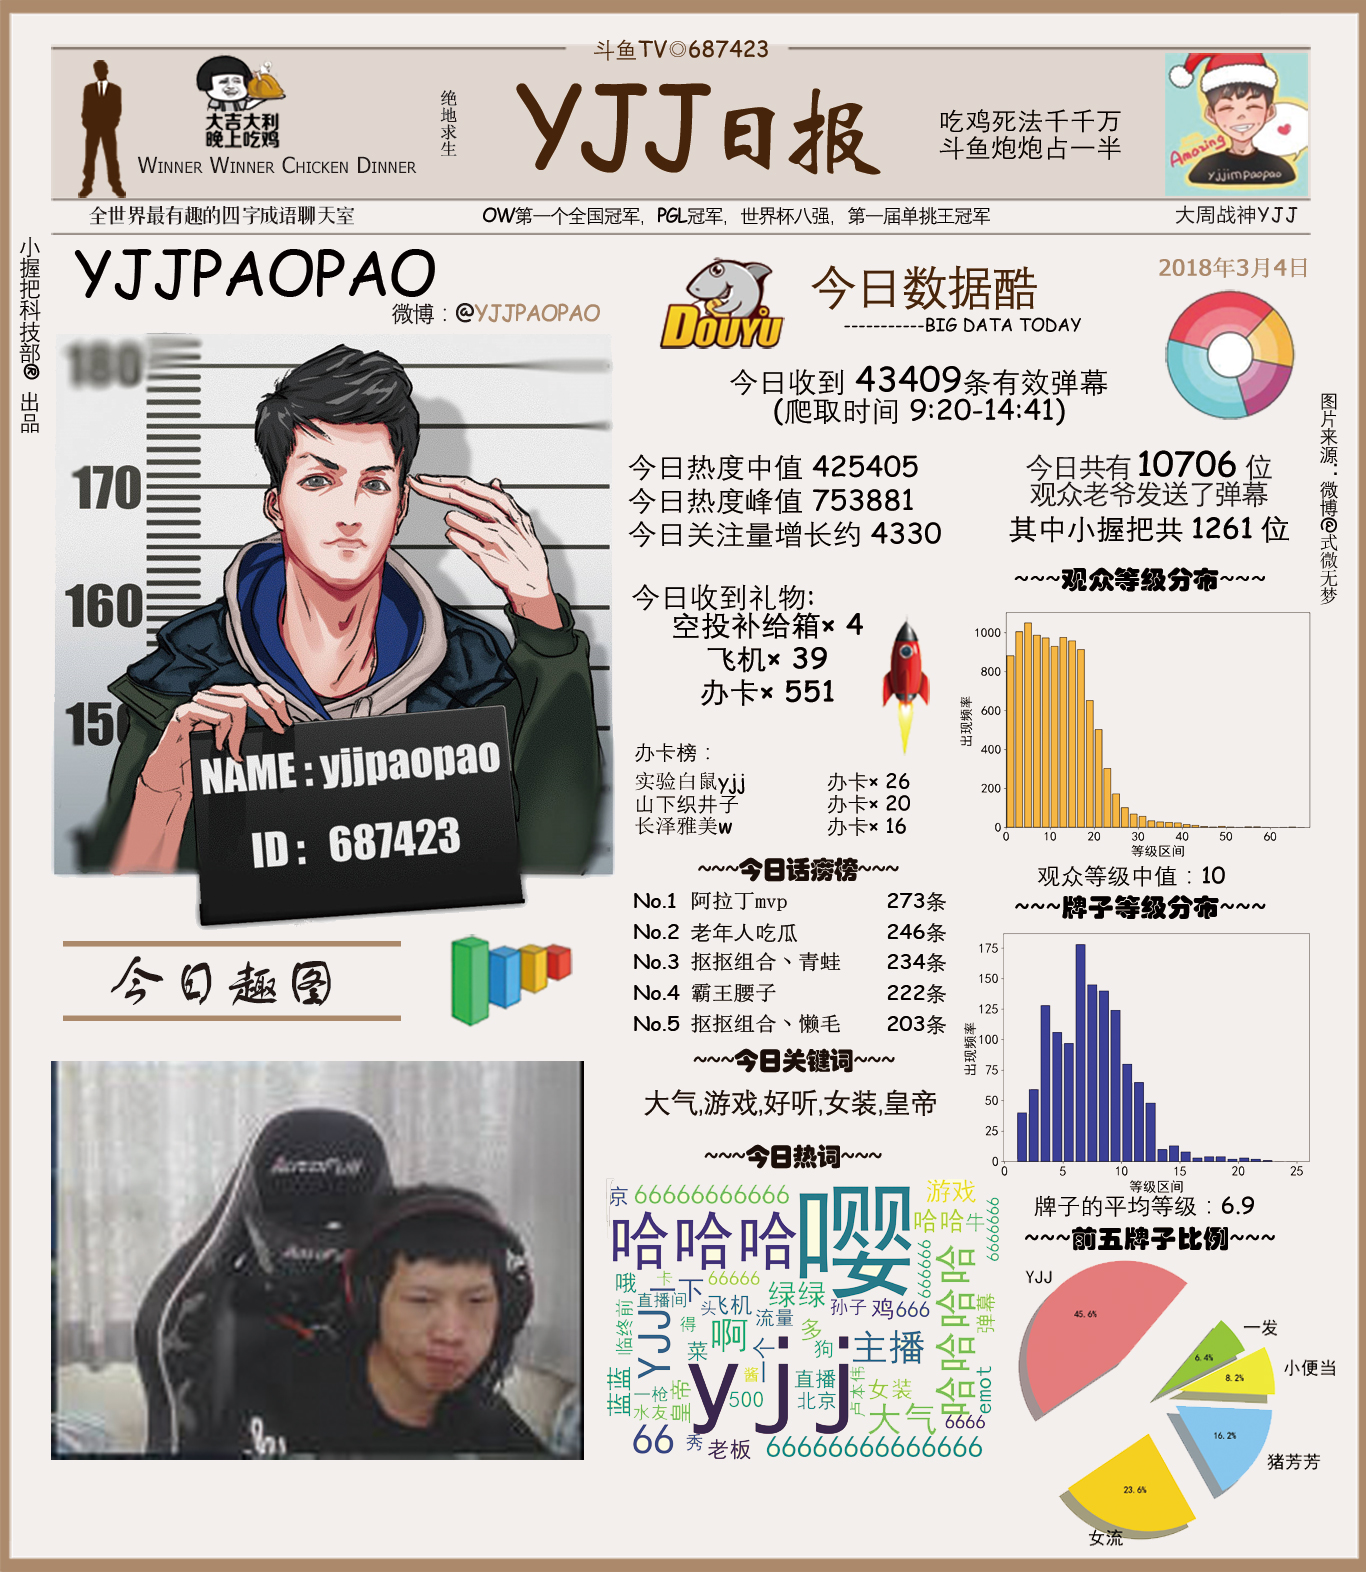 斗鱼TV◎687423
大吉大利
晚上吃鸡
WINNER WINNER CHICKEN DINNER
绝地求生
YJJ日报
吃鸡死法千千万
斗鱼炮炮占一半
Amazing
yjjimpaopao
全世界最有趣的四字成语聊天室
OW第一个全国冠军，PGL冠军，世界杯八强，第一届单挑王冠军
大周战神YJJ
小握把科技部® 出品
YJJPAOPAO
微博：@YJJPAOPAO
180
170
160
150
NAME : yjjpaopao
ID : 687423
今日趣图
AutoFull
DOUYU
今日数据酷
-----------BIG DATA TODAY
2018年3月4日
今日收到 43409条有效弹幕
(爬取时间 9:20-14:41)
今日热度中值 425405
今日热度峰值 753881
今日关注量增长约 4330
今日共有 10706 位
观众老爷发送了弹幕
其中小握把共 1261 位
图片来源：微博@式微无梦
今日收到礼物:
空投补给箱× 4
飞机× 39
办卡× 551
办卡榜：
实验白鼠yjj 办卡× 26
山下织井子 办卡× 20
长泽雅美w 办卡× 16
~~~今日话痨榜~~~
No.1 阿拉丁mvp 273条
No.2 老年人吃瓜 246条
No.3 抠抠组合丶青蛙 234条
No.4 霸王腰子 222条
No.5 抠抠组合丶懒毛 203条
~~~今日关键词~~~
大气,游戏,好听,女装,皇帝
~~~今日热词~~~
京 66666666666
游戏
哈哈哈
嘤
哈哈
牛
6666666
哦
卡
一下
66666
绿绿
666666
哈哈哈哈
直播间
头
飞机
流量
孙子
鸡666
弹幕
临终前
YJJ
得
啊
多
菜
一个
狗
主播
yjj
蓝蓝
一枪
皇帝
酱
500
直播
北京
卢本伟
女装
emot
水友
大气
6666
66
秀
老板
66666666666666
~~~观众等级分布~~~
出现频率
1000
800
600
400
200
0
0 10 20 30 40 50 60
等级区间
观众等级中值：10
~~~牌子等级分布~~~
出现频率
175
150
125
100
75
50
25
0
0 5 10 15 20 25
等级区间
牌子的平均等级：6.9
~~~前五牌子比例~~~
YJJ
45.6%
一发
6.4%
小便当
8.2%
猪芳芳
16.2%
23.6%
女流